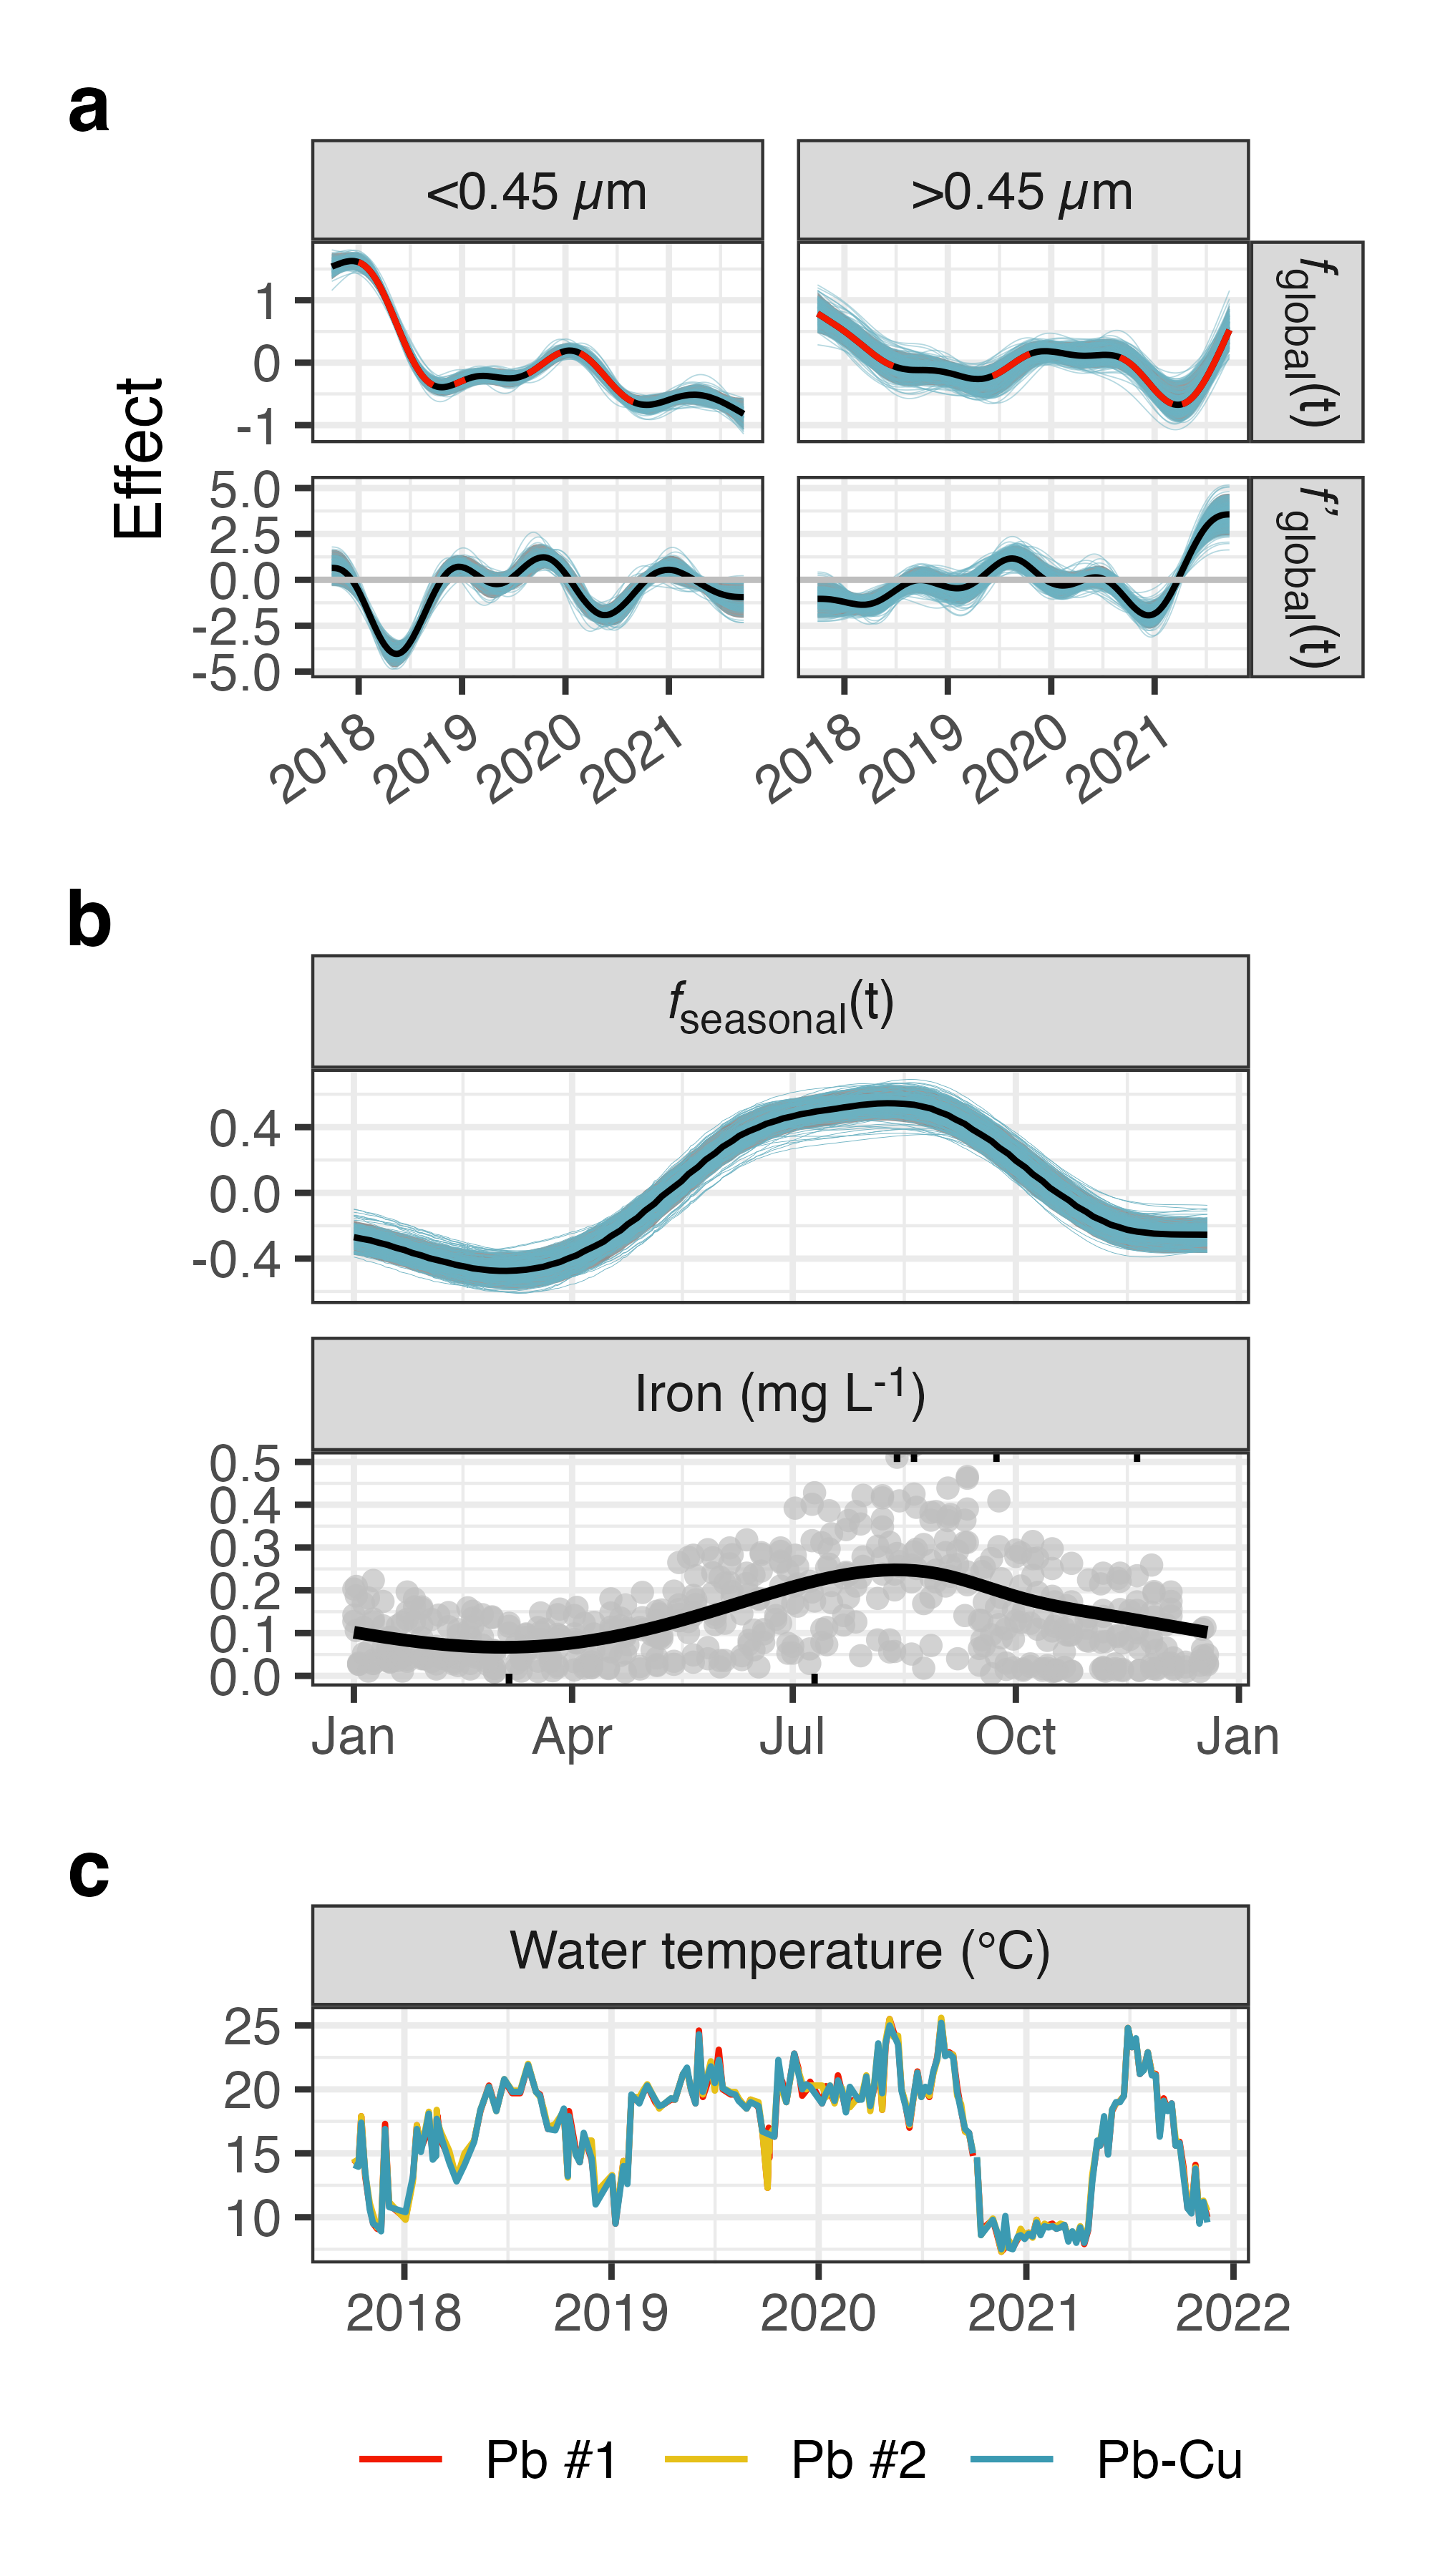 a
<0.45 µm >0.45 µm
Effect
1
0
-1
fglobal(t)
5.0
2.5
0.0
-2.5
-5.0
f’global(t)
2018 2019 2020 2021 2018 2019 2020 2021
b
fseasonal(t)
0.4
0.0
-0.4
Iron (mg L-1)
0.5
0.4
0.3
0.2
0.1
0.0
Jan Apr Jul Oct Jan
c
Water temperature (°C)
25
20
15
10
2018 2019 2020 2021 2022
Pb #1 Pb #2 Pb-Cu